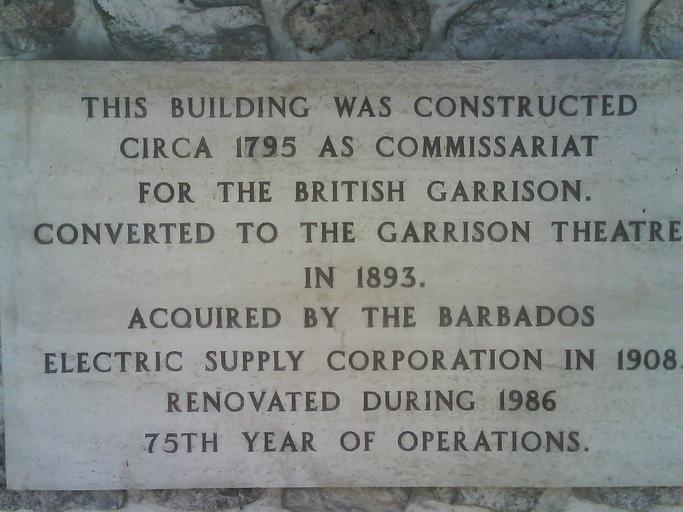 THIS BUILDING WAS CONSTRUCTED
CIRCA 1795 AS COMMISSARIAT
FOR THE BRITISH GARRISON.
CONVERTED TO THE GARRISON THEATRE
IN 1893.
ACQUIRED BY THE BARBADOS
ELECTRIC SUPPLY CORPORATION IN 1908.
RENOVATED DURING 1986
75TH YEAR OF OPERATIONS.